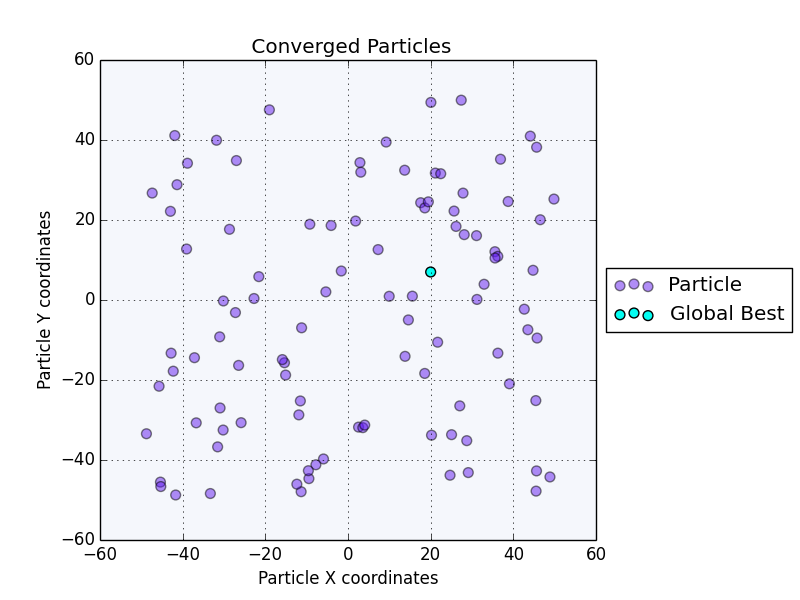 Converged Particles
60
40
20
0
−20
−40
−60
Particle Y coordinates
−60 −40 −20 0 20 40 60
Particle X coordinates
Particle
Global Best